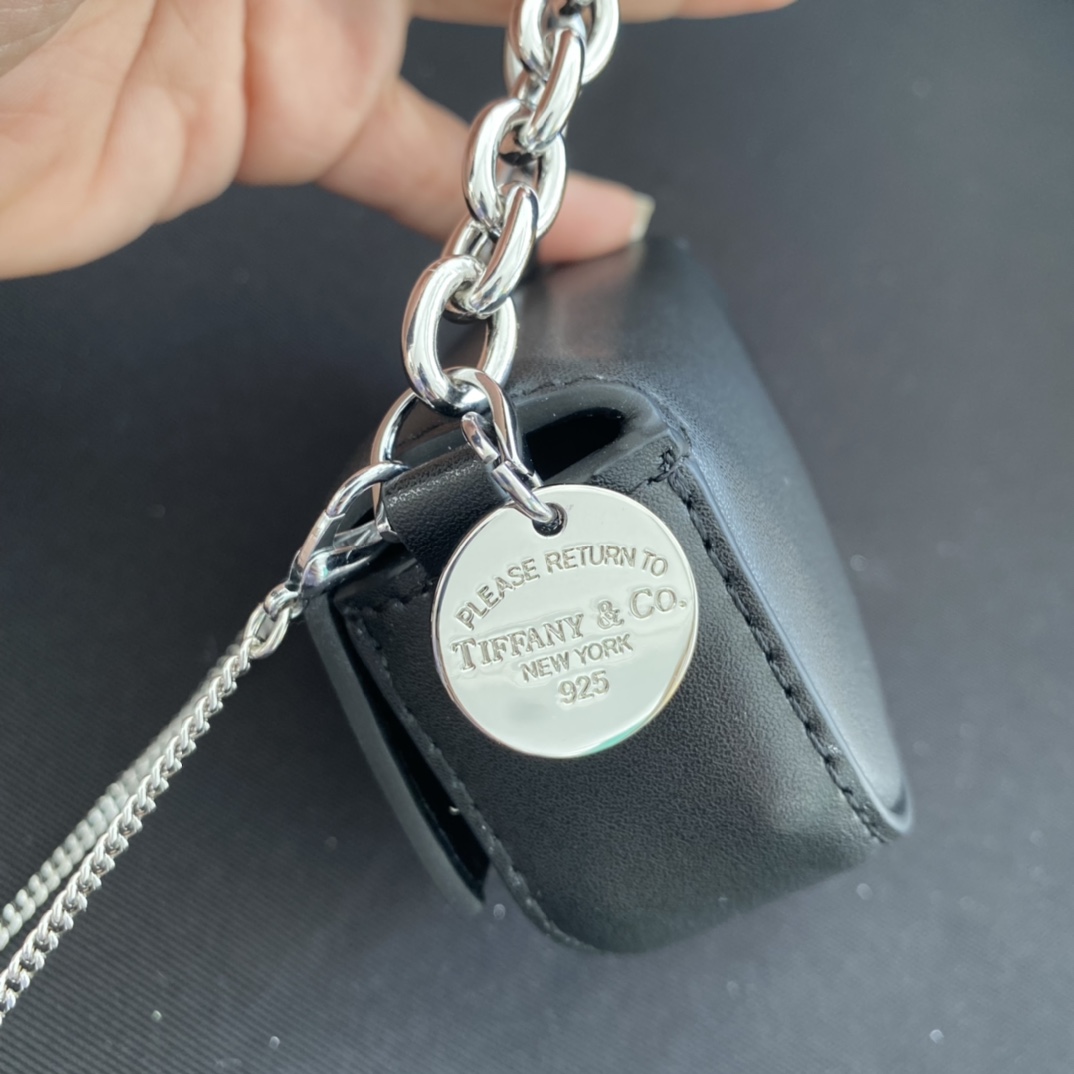 PLEASE RETURN TO
TIFFANY & CO.
NEW YORK
925